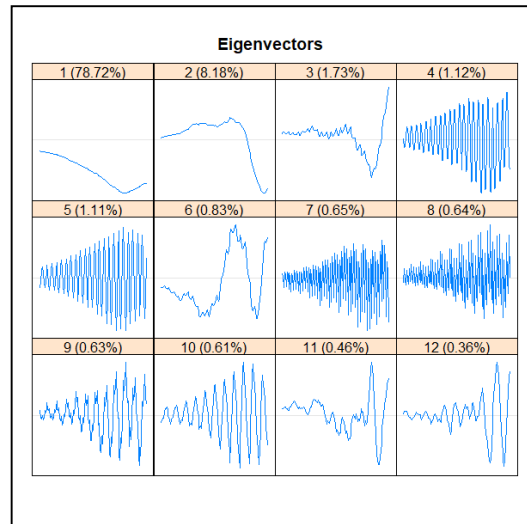 Eigenvectors
1 (78.72%) 2 (8.18%) 3 (1.73%) 4 (1.12%)
5 (1.11%) 6 (0.83%) 7 (0.65%) 8 (0.64%)
9 (0.63%) 10 (0.61%) 11 (0.46%) 12 (0.36%)